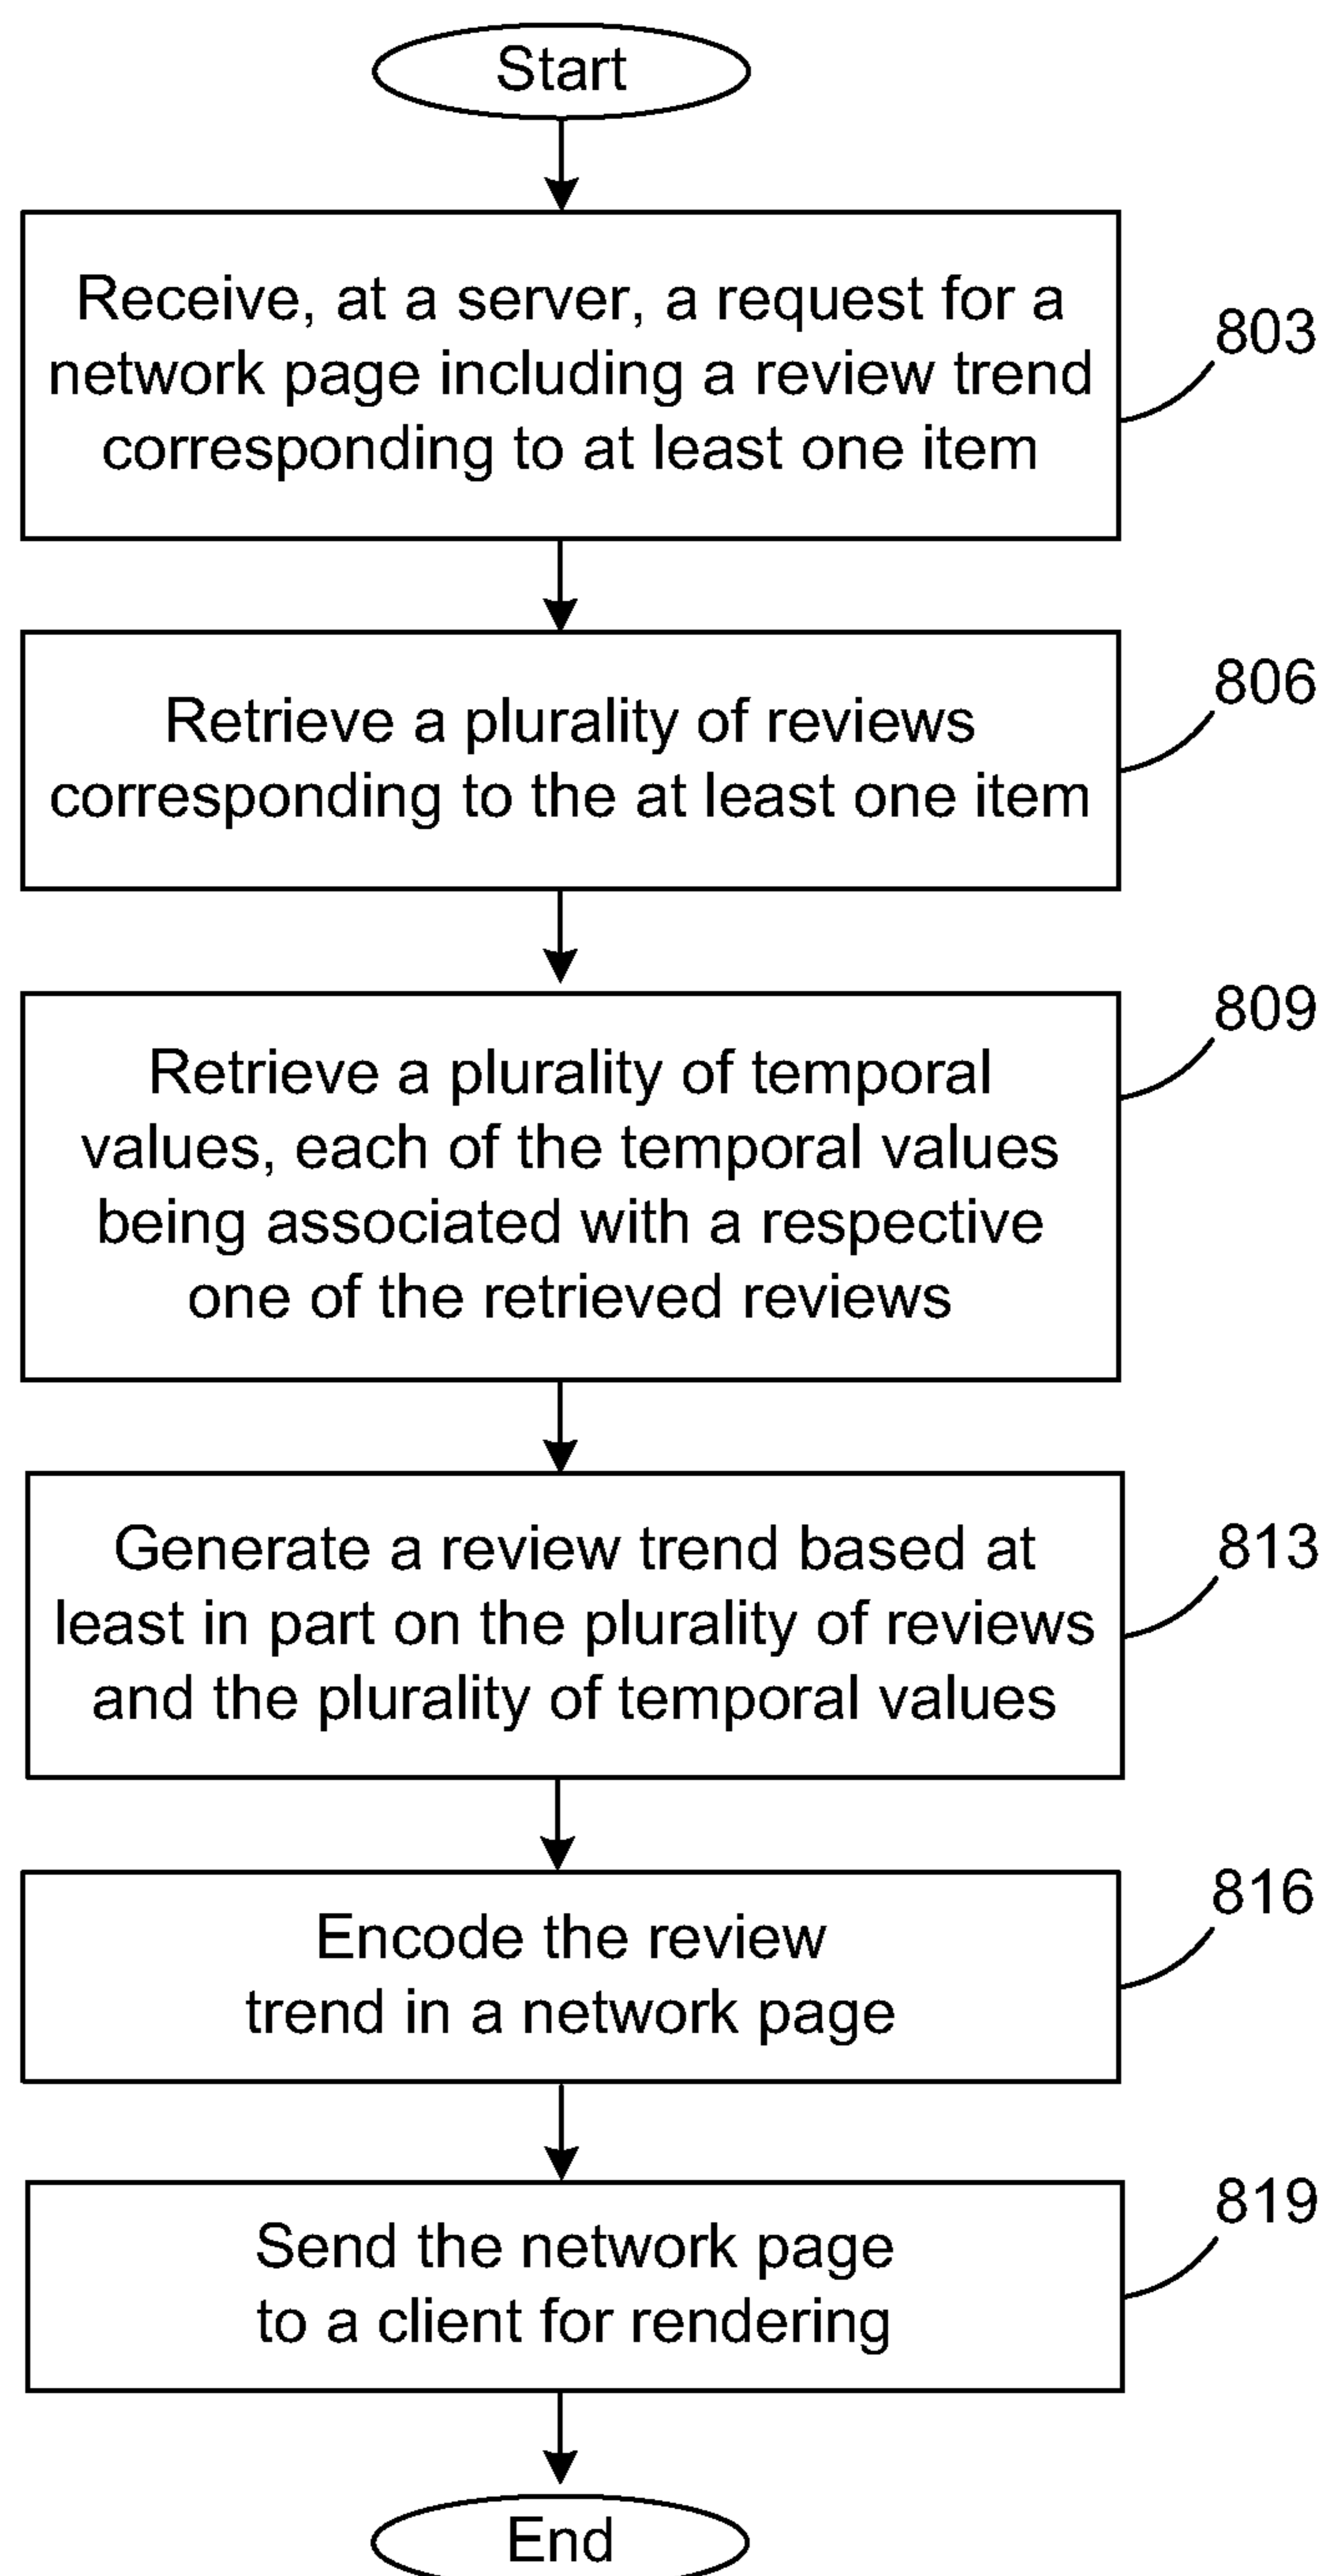 Start
Receive, at a server, a request for a
network page including a review trend
corresponding to at least one item
803
Retrieve a plurality of reviews
corresponding to the at least one item
806
Retrieve a plurality of temporal
values, each of the temporal values
being associated with a respective
one of the retrieved reviews
809
Generate a review trend based at
least in part on the plurality of reviews
and the plurality of temporal values
813
Encode the review
trend in a network page
816
Send the network page
to a client for rendering
819
End